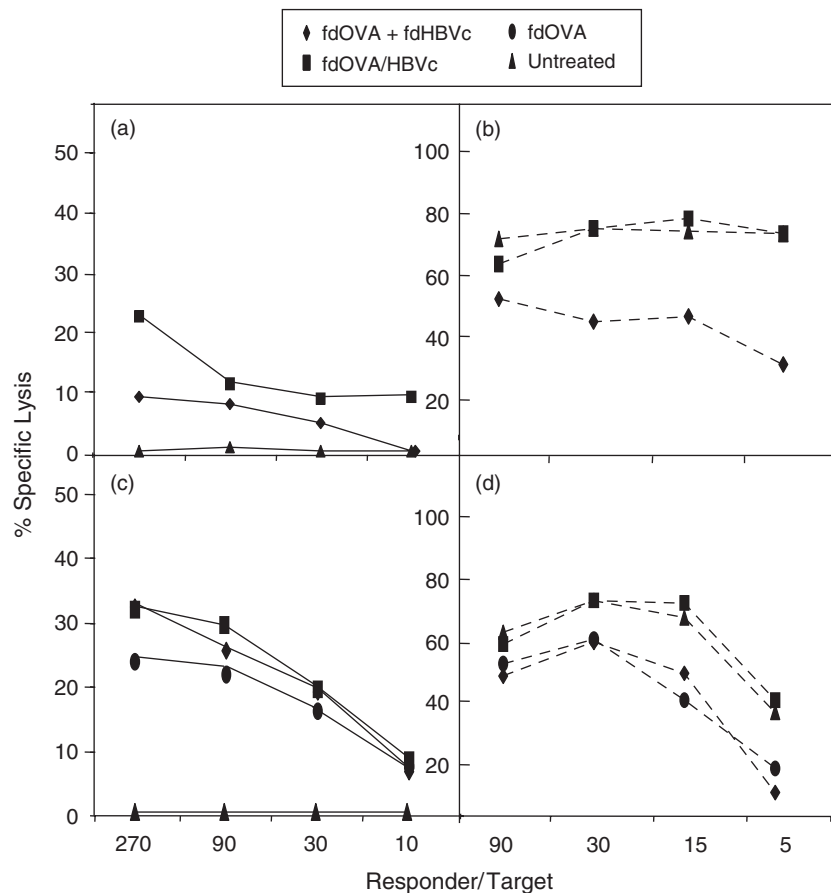 fdOVA + fdHBVc fdOVA
fdOVA/HBVc Untreated
% Specific Lysis
(a)
50
40
30
20
10
0
(b)
100
80
60
40
20
(c)
50
40
30
20
10
0
270 90 30 10
(d)
100
80
60
40
20
90 30 15 5
Responder/Target